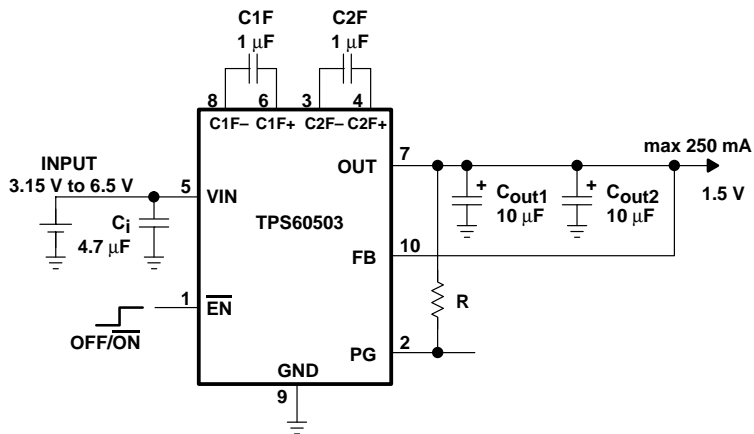 C1F
1 μF
C2F
1 μF
8
6
3
4
C1F−
C1F+
C2F−
C2F+
INPUT
3.15 V to 6.5 V
5
VIN
Ci
4.7 μF
TPS60503
OUT
7
max 250 mA
1.5 V
+
Cout1
10 μF
+
Cout2
10 μF
FB
10
1
EN
OFF/ON
R
PG
2
GND
9